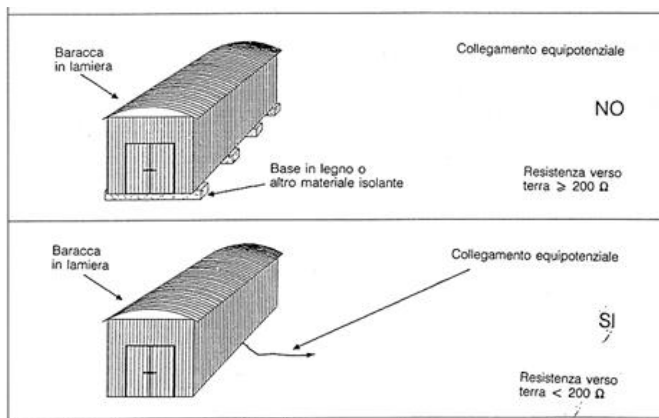 Baracca
in lamiera
Collegamento equipotenziale
NO
Base in legno o
altro materiale isolante
Resistenza verso
terra ⩾ 200 Ω
Baracca
in lamiera
Collegamento equipotenziale
SI
Resistenza verso
terra < 200 Ω